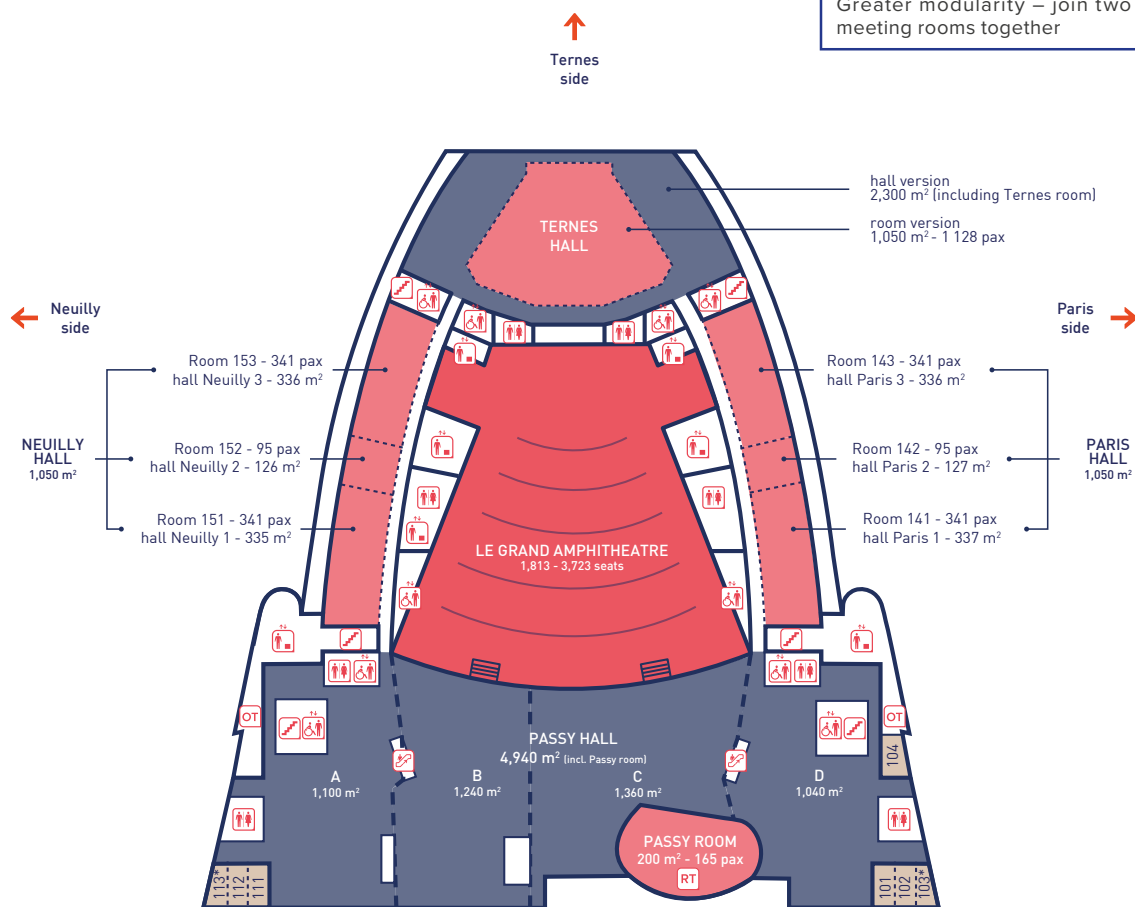 Greater modularity – join two
meeting rooms together
Ternes
side
hall version
2,300 m² (including Ternes room)
TERNES
HALL
room version
1,050 m² - 1 128 pax
Neuilly
side
Paris
side
Room 153 - 341 pax
hall Neuilly 3 - 336 m²
Room 143 - 341 pax
hall Paris 3 - 336 m²
NEUILLY
HALL
1,050 m²
Room 152 - 95 pax
hall Neuilly 2 - 126 m²
Room 142 - 95 pax
hall Paris 2 - 127 m²
PARIS
HALL
1,050 m²
Room 151 - 341 pax
hall Neuilly 1 - 335 m²
Room 141 - 341 pax
hall Paris 1 - 337 m²
LE GRAND AMPHITHEATRE
1,813 - 3,723 seats
OT
OT
PASSY HALL
4,940 m² (incl. Passy room)
104
A
1,100 m²
B
1,240 m²
C
1,360 m²
D
1,040 m²
PASSY ROOM
200 m² - 165 pax
RT
113*
112
111
101
102
103*